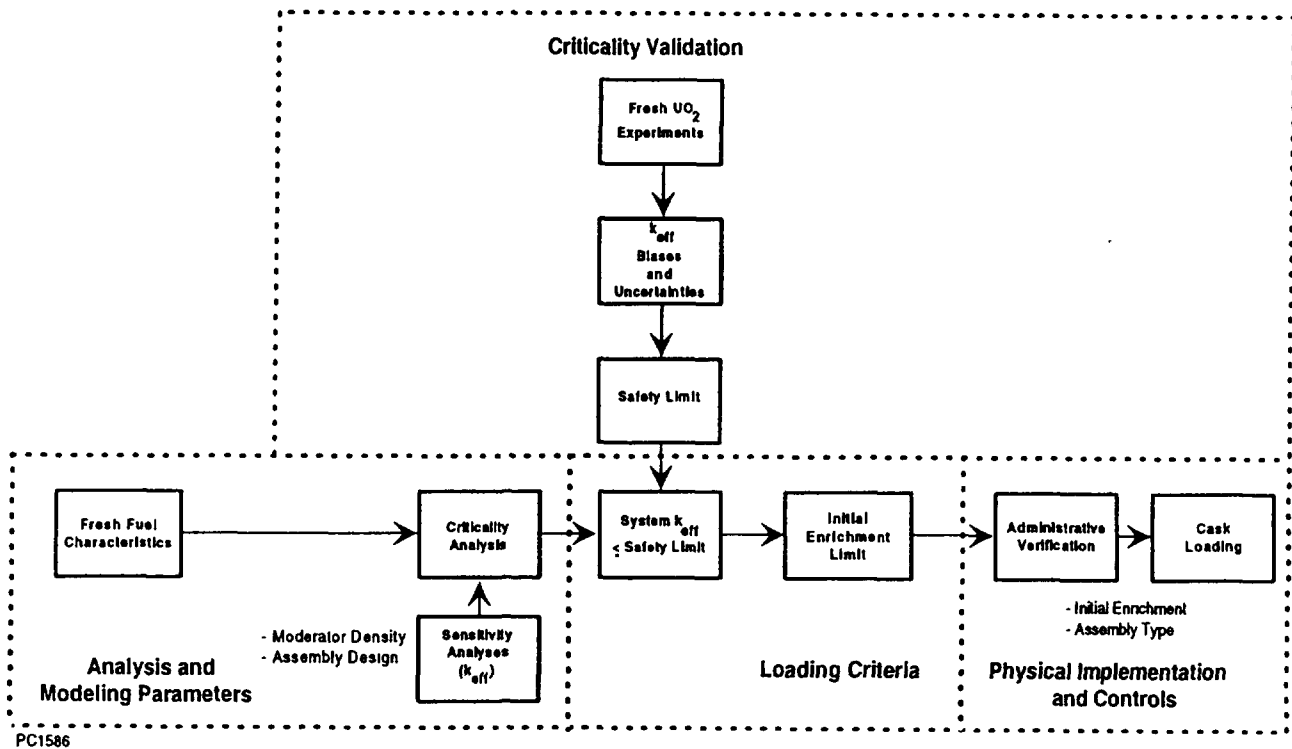 Criticality Validation
Fresh UO2
Experiments
keff
Biases
and
Uncertainties
Safety Limit
Fresh Fuel
Characteristics
Criticality
Analysis
System keff
≤ Safety Limit
Initial
Enrichment
Limit
Administrative
Verification
Cask
Loading
- Moderator Density
- Assembly Design
Sensitivity
Analyses
(keff)
- Initial Enrichment
- Assembly Type
Analysis and
Modeling Parameters
Loading Criteria
Physical Implementation
and Controls
PC1586